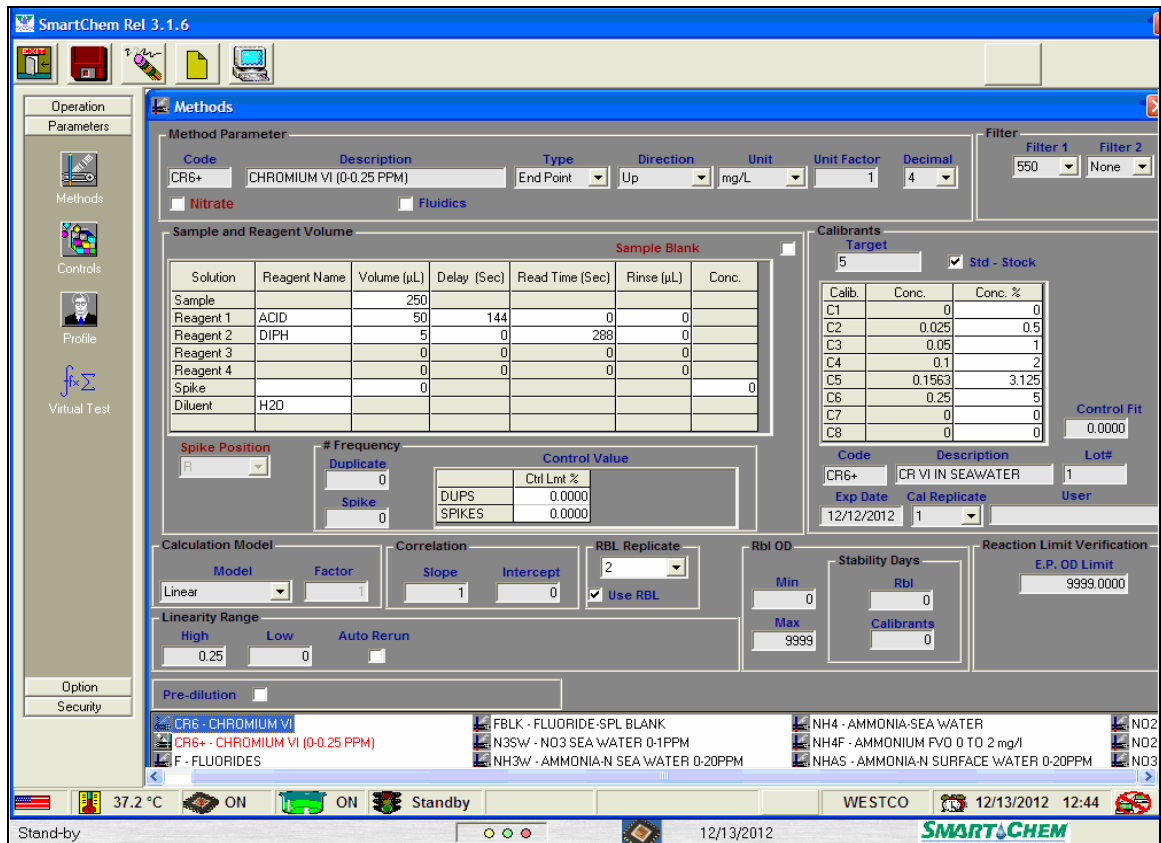 SmartChem Rel 3.1.6
EXIT
Operation
Parameters
Methods
Controls
Profile
Virtual Test
Option
Security
Methods
Method Parameter
Code Description Type Direction Unit Unit Factor Decimal
CR6+ CHROMIUM VI (0-0.25 PPM) End Point Up mg/L 1 4
Nitrate Fluidics
Filter
Filter 1 Filter 2
550 None
Sample and Reagent Volume
Sample Blank
Solution Reagent Name Volume (µL) Delay (Sec) Read Time (Sec) Rinse (µL) Conc.
Sample 250
Reagent 1 ACID 50 144 0 0
Reagent 2 DIPH 5 0 288 0
Reagent 3 0 0 0 0
Reagent 4 0 0 0 0
Spike 0 0
Diluent H2O
Spike Position
R
# Frequency
Duplicate
0
Spike
0
Control Value
Ctrl Lmt %
DUPS 0.0000
SPIKES 0.0000
Calibrants
Target
5 Std - Stock
Calib. Conc. Conc. %
C1 0 0
C2 0.025 0.5
C3 0.05 1
C4 0.1 2
C5 0.1563 3.125
C6 0.25 5
C7 0 0
C8 0 0
Control Fit
0.0000
Code Description Lot#
CR6+ CR VI IN SEAWATER 1
Exp Date Cal Replicate User
12/12/2012 1
Calculation Model
Model Factor
Linear 1
Correlation
Slope Intercept
1 0
RBL Replicate
2
Use RBL
Rbl OD
Min
0
Max
9999
Stability Days
Rbl
0
Calibrants
0
Reaction Limit Verification
E.P. OD Limit
9999.0000
Linearity Range
High Low Auto Rerun
0.25 0
Pre-dilution
CR6 - CHROMIUM VI FBLK - FLUORIDE-SPL BLANK NH4 - AMMONIA-SEA WATER NO2
CR6+ - CHROMIUM VI (0-0.25 PPM) N3SW - NO3 SEA WATER 0-1PPM NH4F - AMMONIUM FVO 0 TO 2 mg/l NO2
F - FLUORIDES NH3W - AMMONIA-N SEA WATER 0-20PPM NHAS - AMMONIA-N SURFACE WATER 0-20PPM NO3
37.2 °C ON ON Standby WESTCO 12/13/2012 12:44
Stand-by 12/13/2012 SMARTCHEM